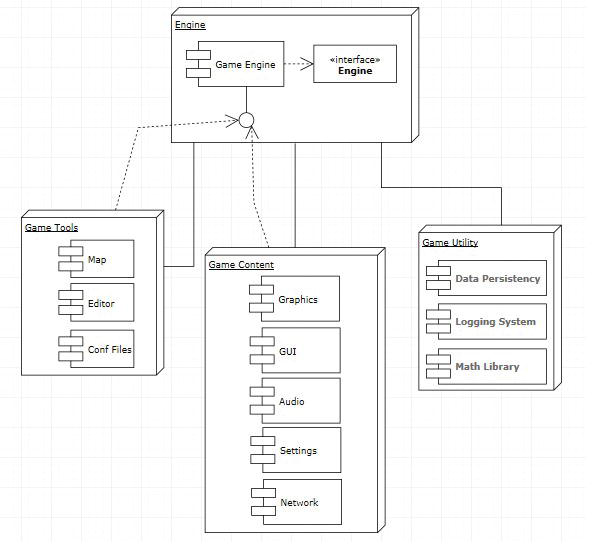 Engine
Game Engine
«interface»
Engine
Game Tools
Map
Editor
Conf Files
Game Content
Graphics
GUI
Audio
Settings
Network
Game Utility
Data Persistency
Logging System
Math Library